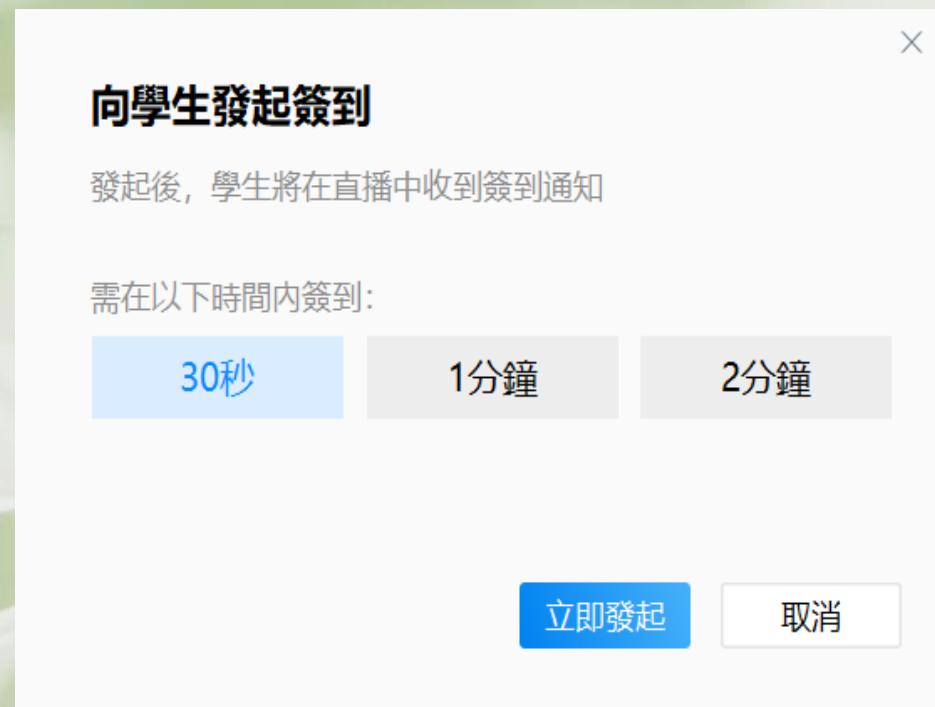 向學生發起簽到
發起後，學生將在直播中收到簽到通知
需在以下時間內簽到：
30秒 1分鐘 2分鐘
立即發起 取消